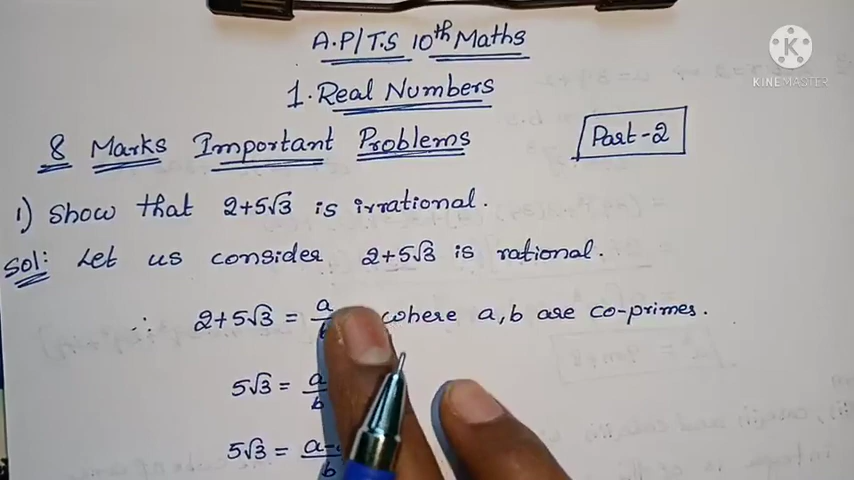 A.P/T.S 10th Maths
KINEMASTER
1. Real Numbers
8 Marks Important Problems
Part-2
1) Show that 2+5√3 is irrational.
Sol: Let us consider 2+5√3 is rational.
∴ 2+5√3 = a/b where a,b are co-primes.
5√3 = a/b
5√3 = a-
b